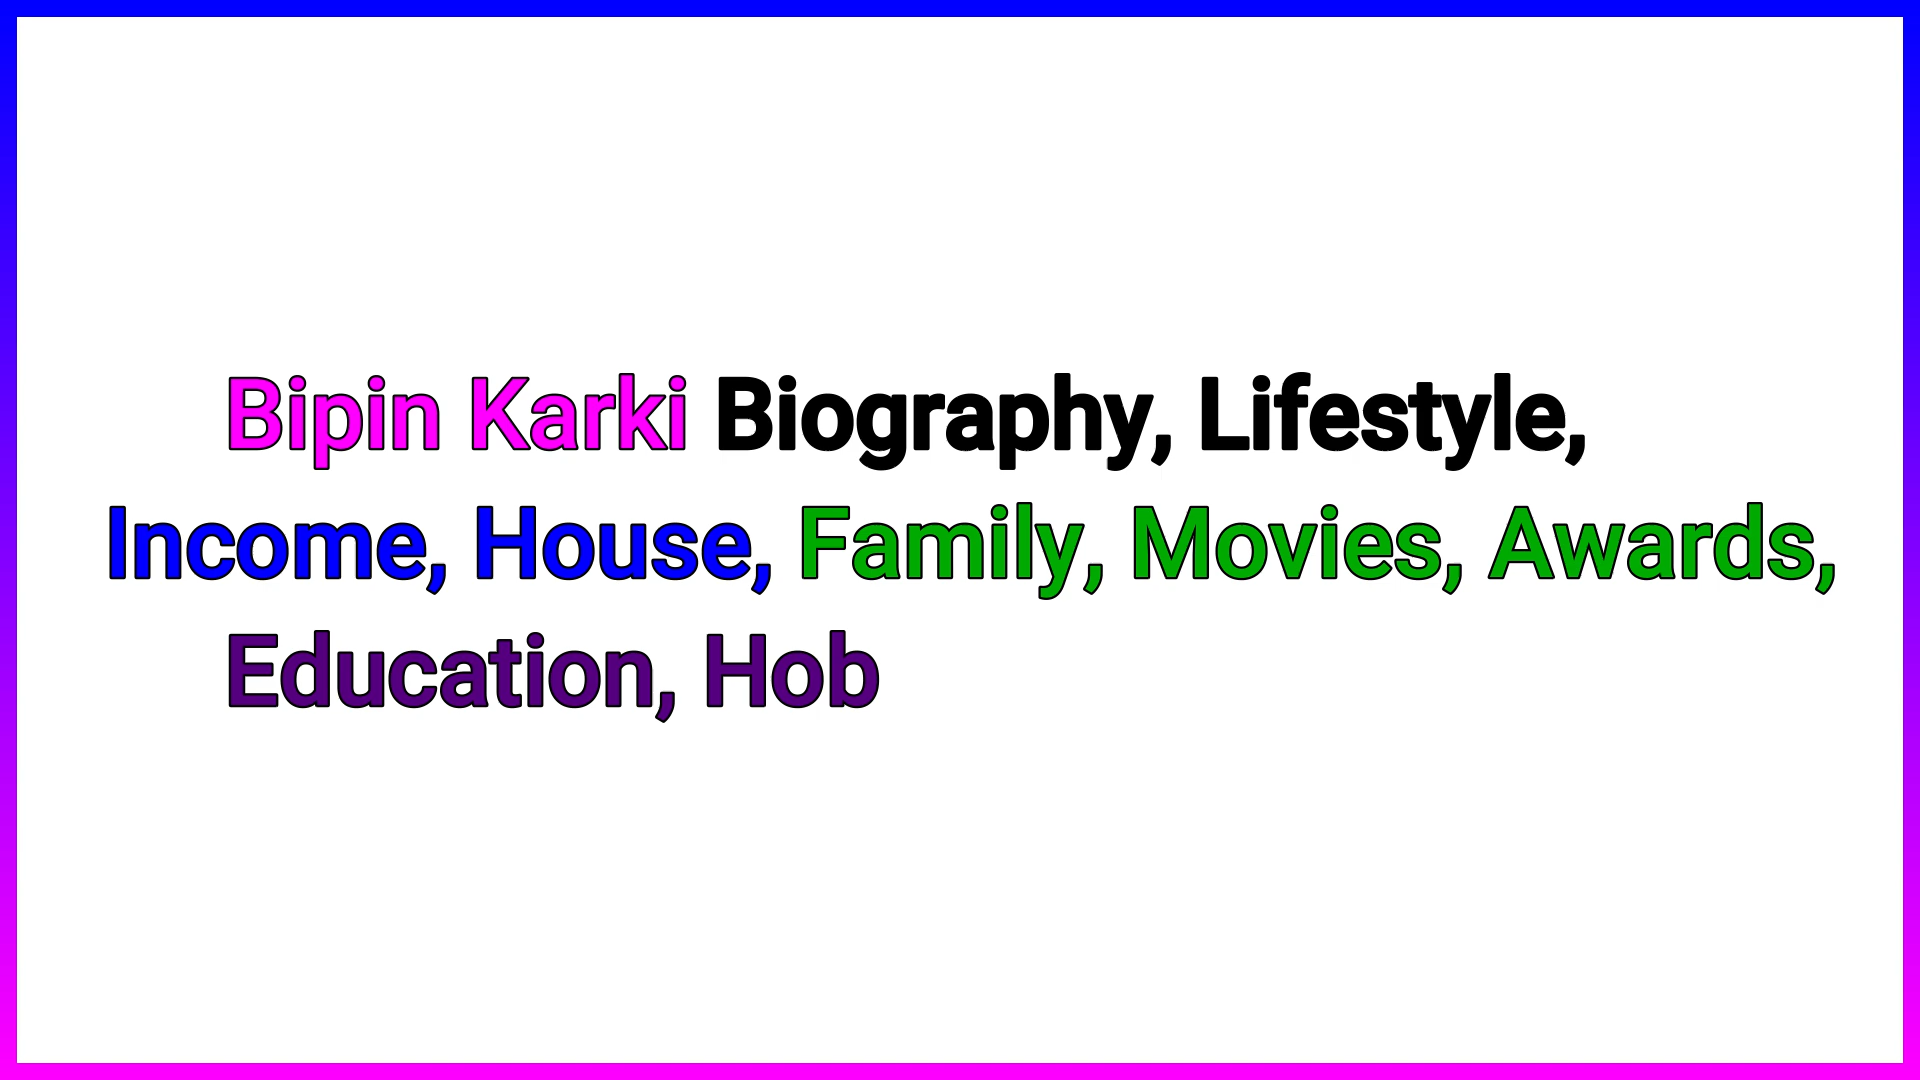 Bipin Karki Biography, Lifestyle,
Income, House, Family, Movies, Awards,
Education, Hob